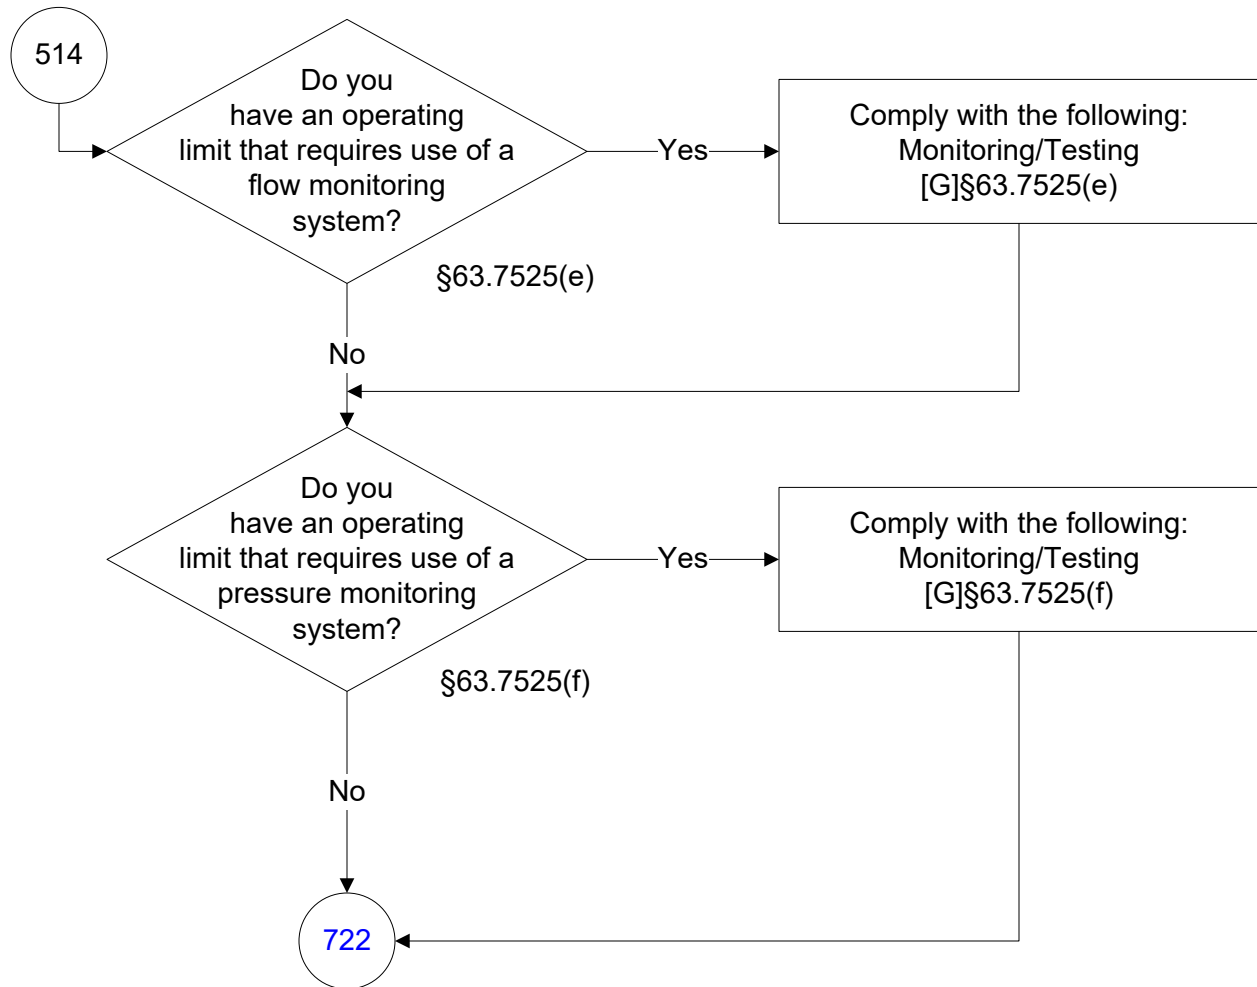 514
Do you
have an operating
limit that requires use of a
flow monitoring
system?
Yes
Comply with the following:
Monitoring/Testing
[G]§63.7525(e)
§63.7525(e)
No
Do you
have an operating
limit that requires use of a
pressure monitoring
system?
Yes
Comply with the following:
Monitoring/Testing
[G]§63.7525(f)
§63.7525(f)
No
722